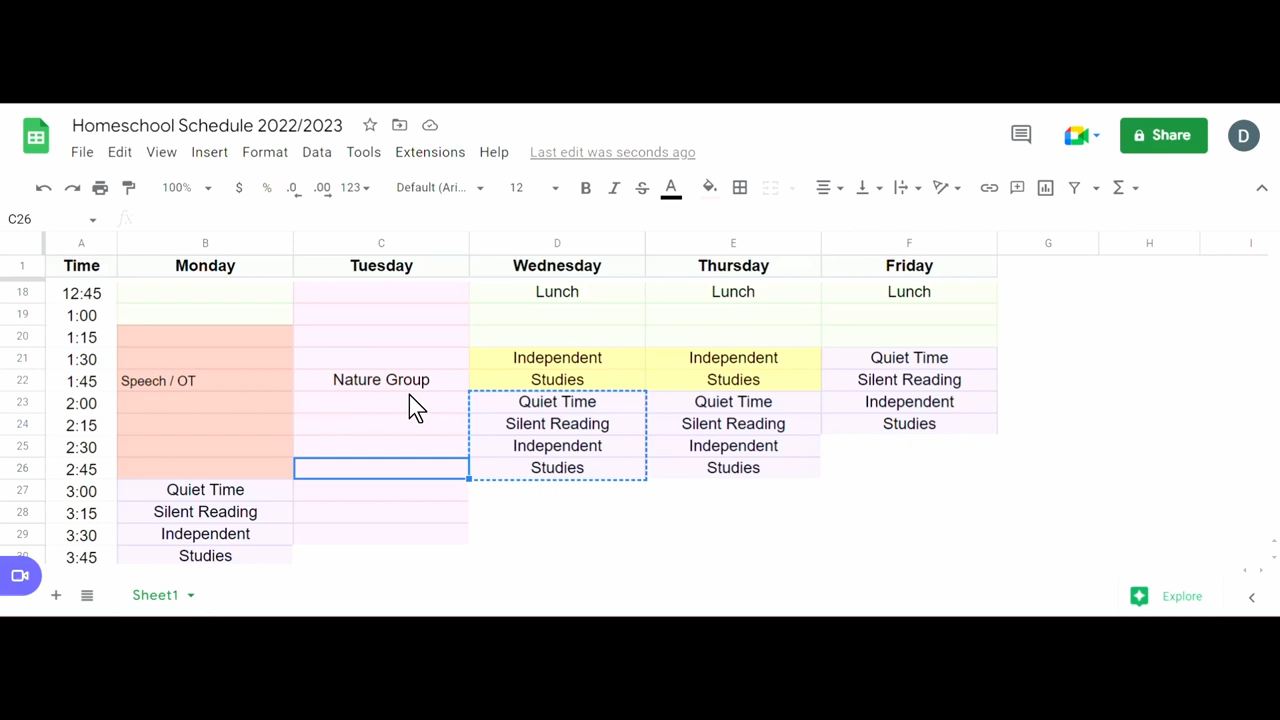 Homeschool Schedule 2022/2023
Share
D
File Edit View Insert Format Data Tools Extensions Help Last edit was seconds ago
100% $ % .0 .00 123 Default (Ari... 12 B I S A
C26 fx
A B C D E F G H I
1 Time Monday Tuesday Wednesday Thursday Friday
18 12:45 Lunch Lunch Lunch
19 1:00
20 1:15
21 1:30 Independent Independent Quiet Time
22 1:45 Speech / OT Nature Group Studies Studies Silent Reading
23 2:00 Quiet Time Quiet Time Independent
24 2:15 Silent Reading Silent Reading Studies
25 2:30 Independent Independent
26 2:45 Studies Studies
27 3:00 Quiet Time
28 3:15 Silent Reading
29 3:30 Independent
30 3:45 Studies
Sheet1 Explore